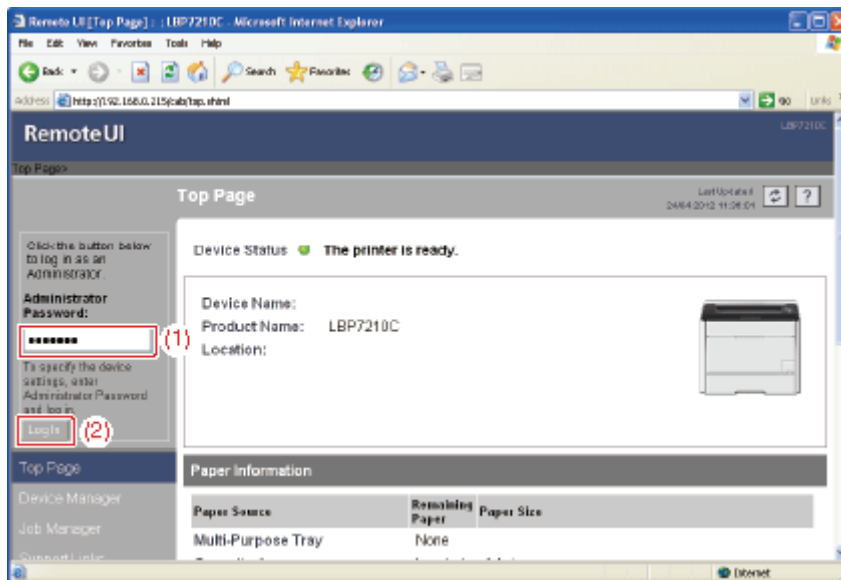 Remote UI [Top Page] : : LBP7210C - Microsoft Internet Explorer
File Edit View Favorites Tools Help
Back Search Favorites
Address http://192.168.0.215/cab/top.shtml Go Links
Remote UI
LBP7210C
Top Page>
Top Page
Last Updated
24/04/2012 11:36:04
?
Click the button below
to log in as an
Administrator.
Administrator
Password:
•••••••
(1)
To specify the device
settings, enter
Administrator Password
and log in.
Log In
(2)
Device Status The printer is ready.
Device Name:
Product Name: LBP7210C
Location:
Top Page
Device Manager
Job Manager
Support Links
Paper Information
Paper Source Remaining Paper Paper Size
Multi-Purpose Tray None
Internet